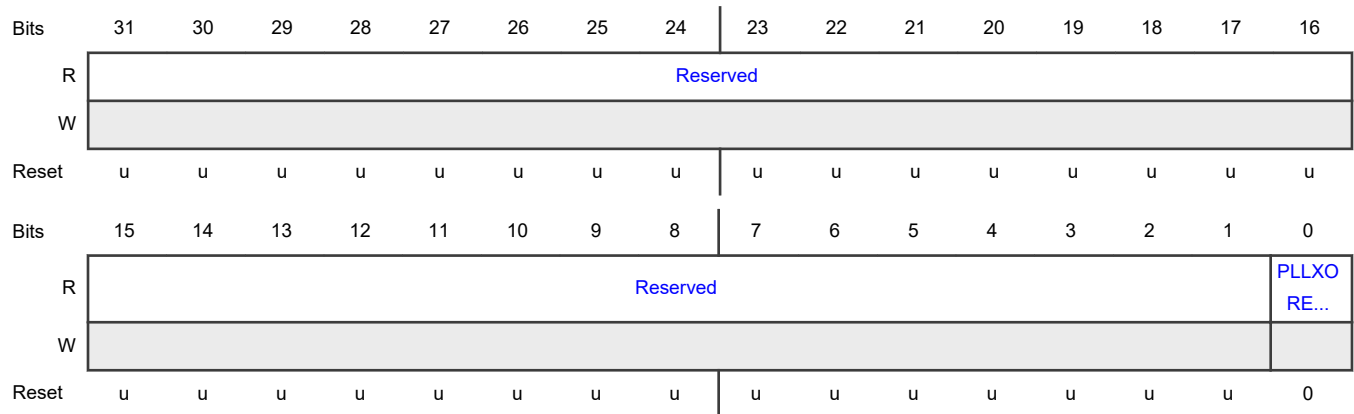 Bits 31 30 29 28 27 26 25 24 23 22 21 20 19 18 17 16
R Reserved
W
Reset u u u u u u u u u u u u u u u u
Bits 15 14 13 12 11 10 9 8 7 6 5 4 3 2 1 0
R Reserved PLLXO
RE...
W
Reset u u u u u u u u u u u u u u u 0